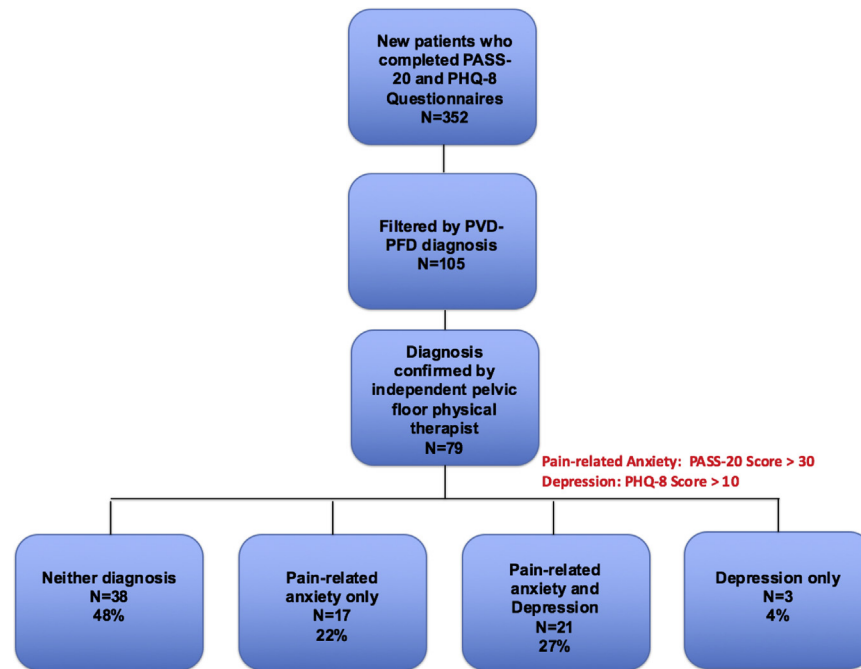 New patients who
completed PASS-
20 and PHQ-8
Questionnaires
N=352
Filtered by PVD-
PFD diagnosis
N=105
Diagnosis
confirmed by
independent pelvic
floor physical
therapist
N=79
Pain-related Anxiety: PASS-20 Score > 30
Depression: PHQ-8 Score > 10
Neither diagnosis
N=38
48%
Pain-related
anxiety only
N=17
22%
Pain-related
anxiety and
Depression
N=21
27%
Depression only
N=3
4%